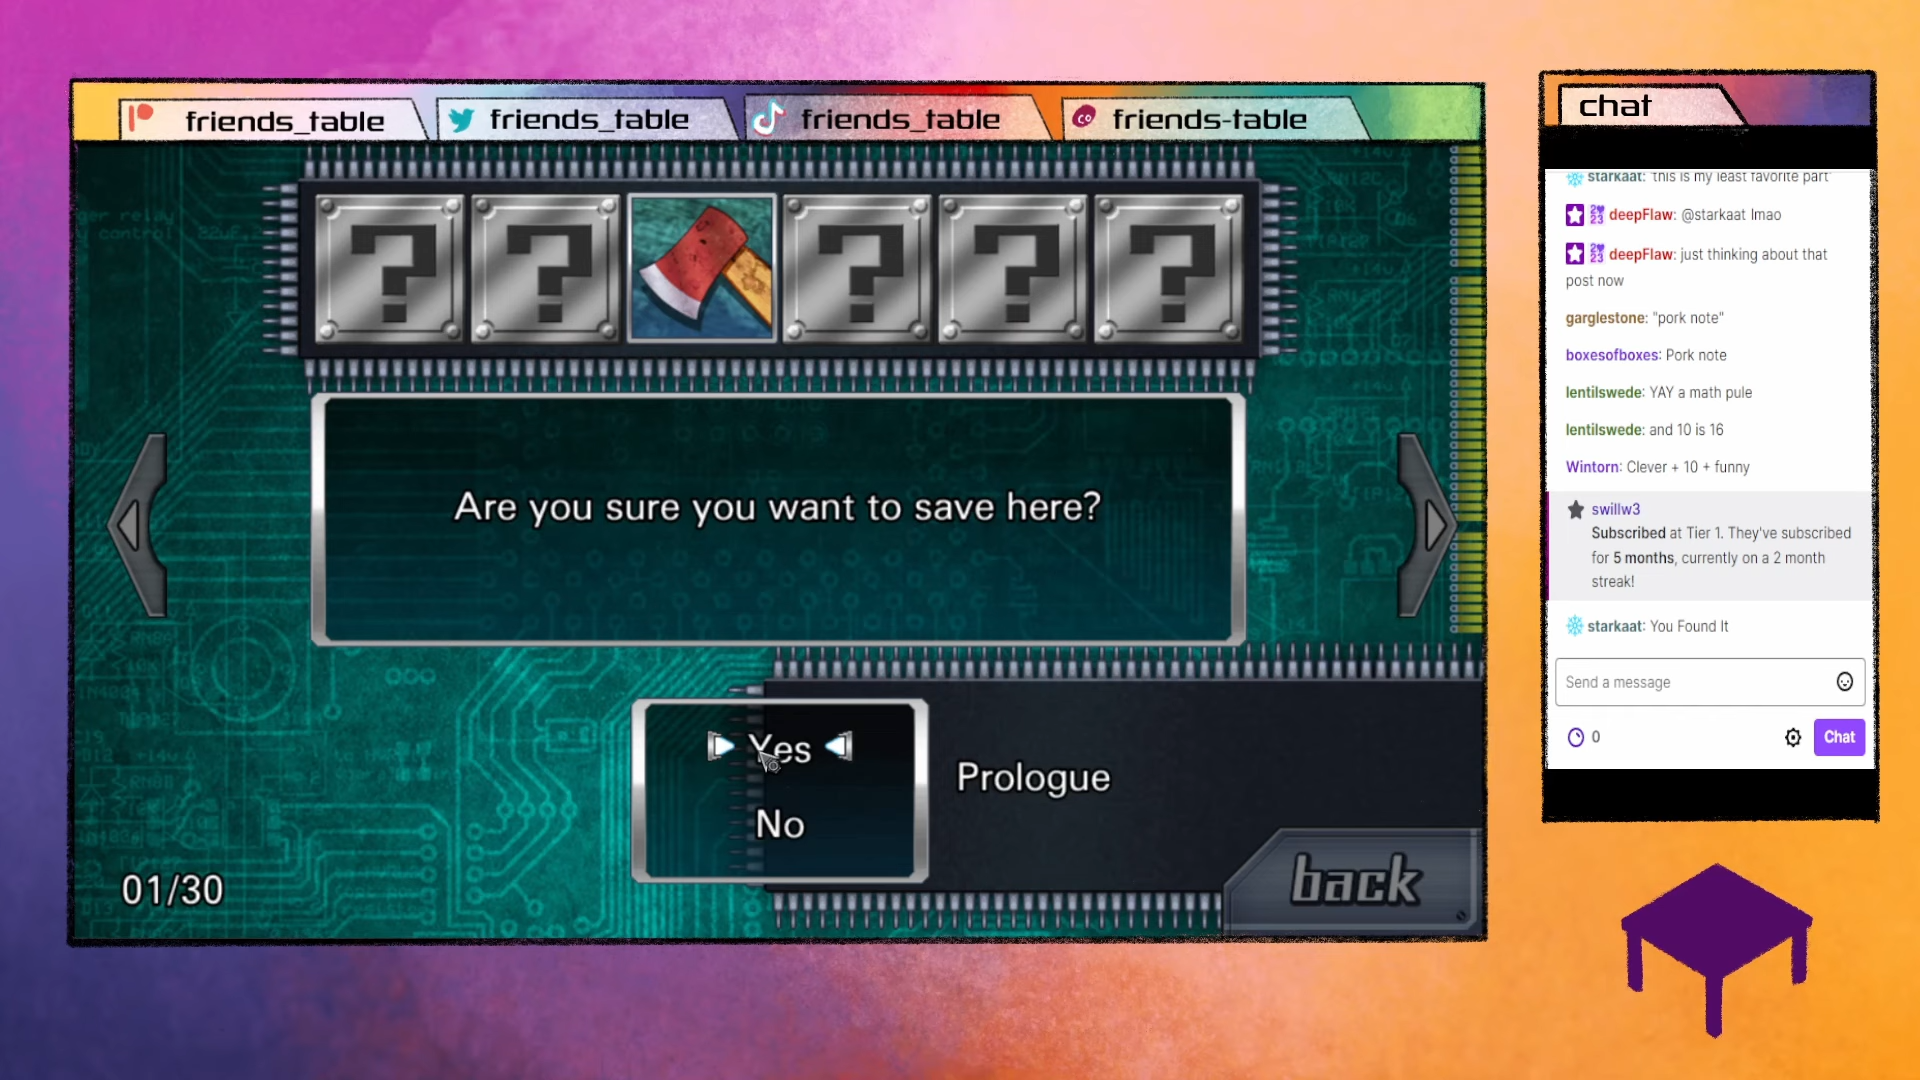 friends_table
friends_table
friends_table
friends-table
chat
starkaat: 'this is my least favorite part'
deepFlaw: @starkaat lmao
deepFlaw: just thinking about that
post now
garglestone: "pork note"
boxesofboxes: Pork note
lentilswede: YAY a math pule
lentilswede: and 10 is 16
Wintorn: Clever + 10 + funny
swillw3
Subscribed at Tier 1. They've subscribed
for 5 months, currently on a 2 month
streak!
starkaat: You Found It
Send a message
0
Chat
? ? ? ? ?
Are you sure you want to save here?
Yes
No
Prologue
back
01/30